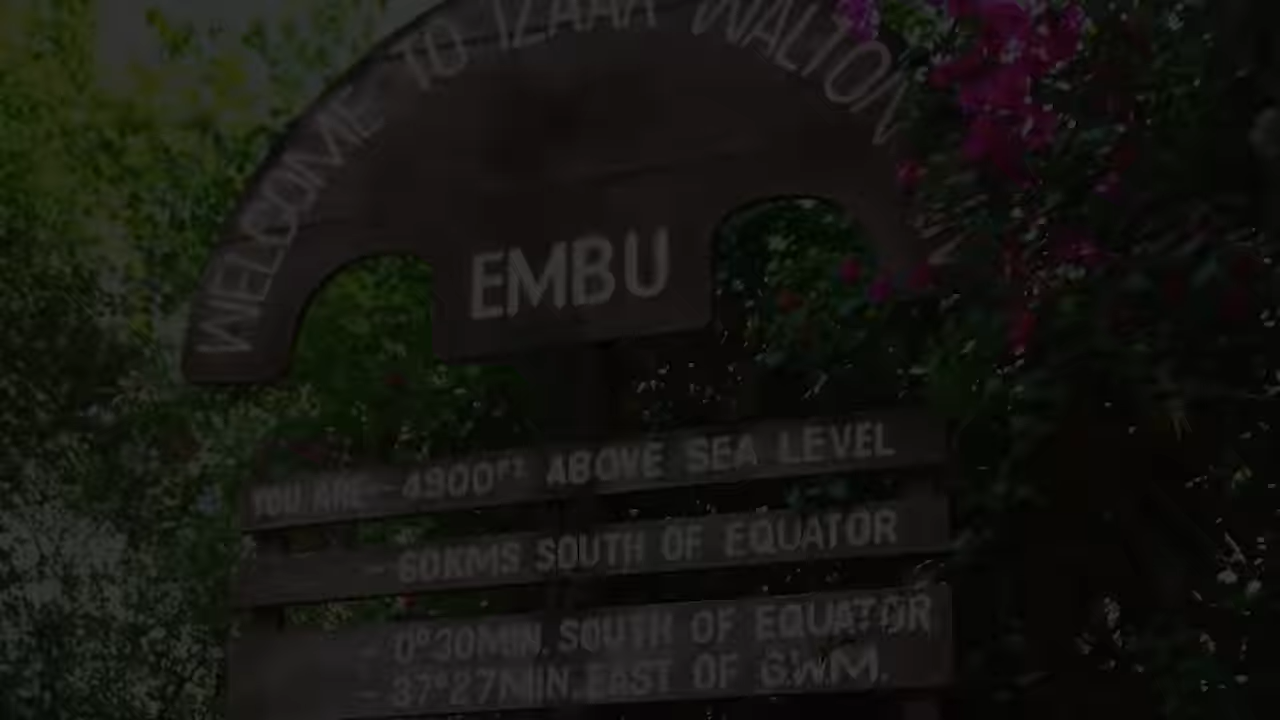 WELCOME TO IZAAK WALTON
EMBU
YOU ARE - 4900FT ABOVE SEA LEVEL
- 60KMS SOUTH OF EQUATOR
- 0°30MIN. SOUTH OF EQUATOR
- 37°27MIN. EAST OF G.W.M.